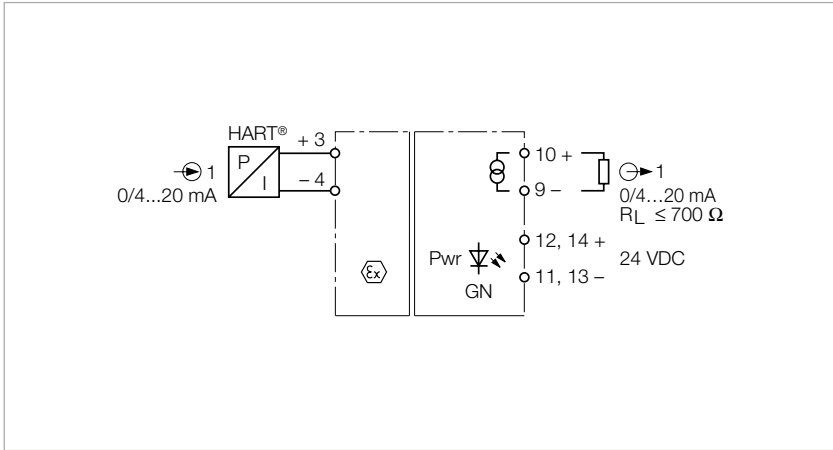 HART®
+ 3
P
I
– 4
1
0/4...20 mA
εx
10 +
9 –
1
0/4...20 mA
RL ≤ 700 Ω
12, 14 +
Pwr
24 VDC
11, 13 –
GN